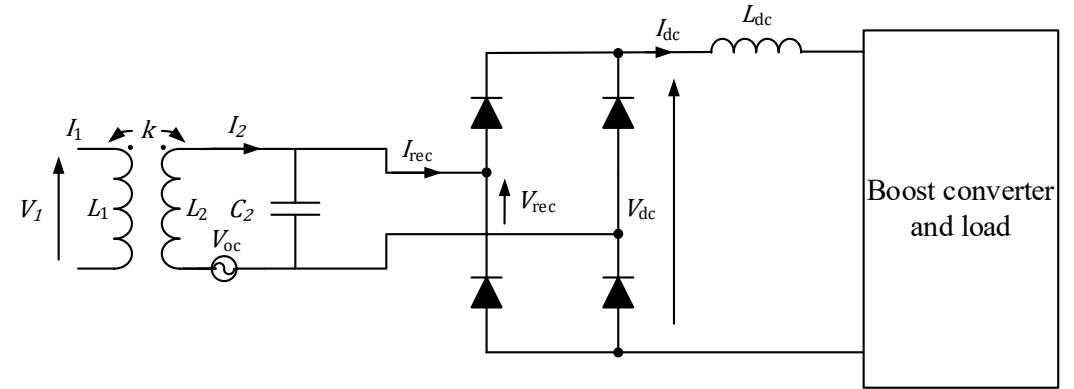 Idc
Ldc
I1
k
I2
Irec
V1
L1
L2
C2
Voc
Vrec
Vdc
Boost converter
and load